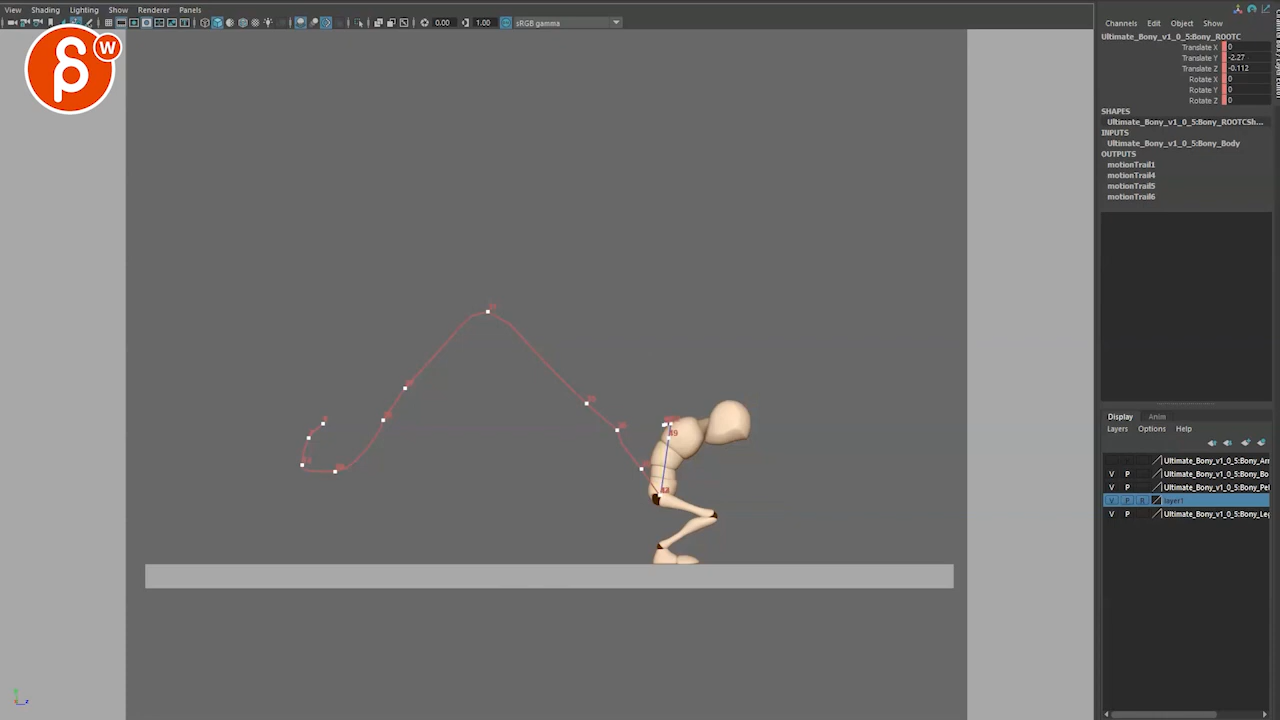 View Shading Lighting Show Renderer Panels
0.00 1.00 sRGB gamma
W
Channels Edit Object Show
Ultimate_Bony_v1_0_5:Bony_ROOTC
Translate X 0
Translate Y -2.27
Translate Z -0.112
Rotate X 0
Rotate Y 0
Rotate Z 0
SHAPES
Ultimate_Bony_v1_0_5:Bony_ROOTCSh...
INPUTS
Ultimate_Bony_v1_0_5:Bony_Body
OUTPUTS
motionTrail1
motionTrail4
motionTrail5
motionTrail6
Display Anim
Layers Options Help
Ultimate_Bony_v1_0_5:Bony_Ar
V P Ultimate_Bony_v1_0_5:Bony_Bo
V P Ultimate_Bony_v1_0_5:Bony_Pel
V P R layer1
V P Ultimate_Bony_v1_0_5:Bony_Leg